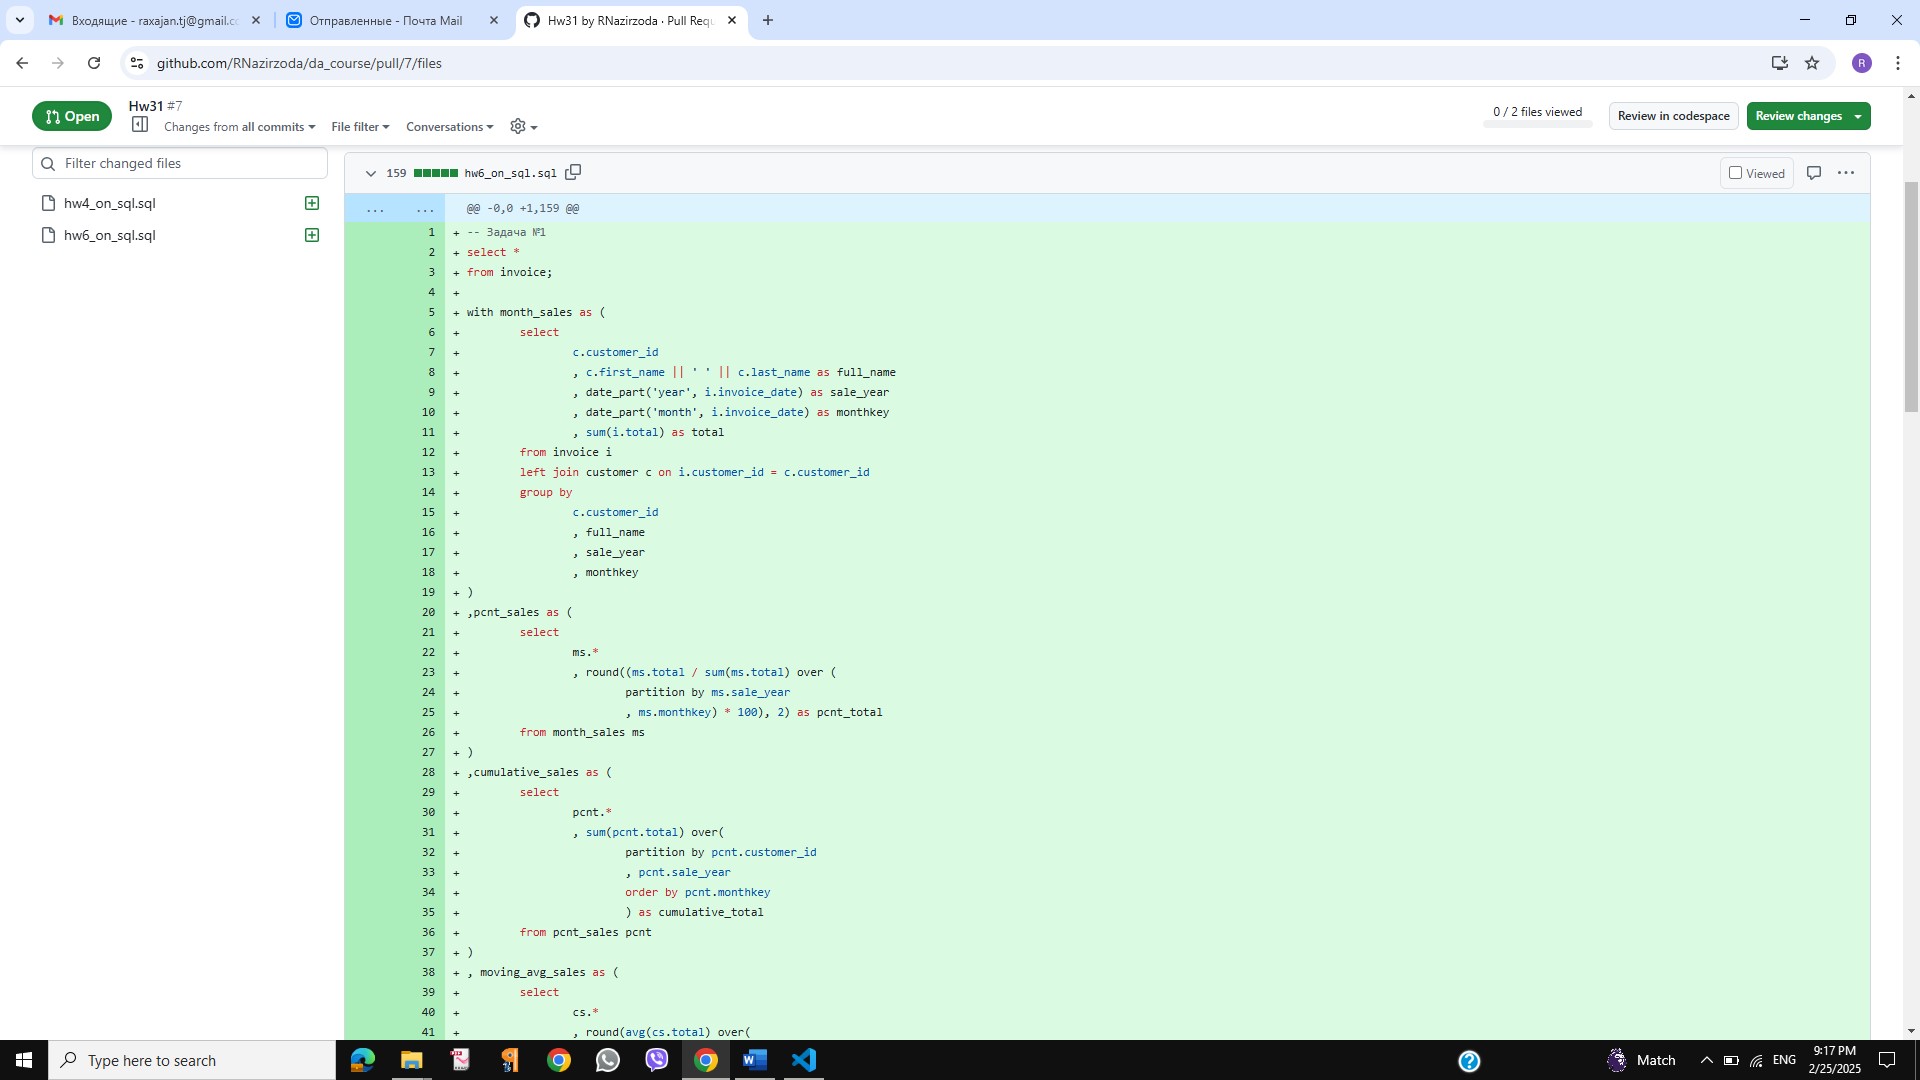 Входящие - raxajan.tj@gmail.c
Отправленные - Почта Mail
Hw31 by RNazirzoda · Pull Requ
github.com/RNazirzoda/da_course/pull/7/files
R
Open
Hw31 #7
Changes from all commits
File filter
Conversations
0 / 2 files viewed
Review in codespace
Review changes
Filter changed files
hw4_on_sql.sql
hw6_on_sql.sql
159 hw6_on_sql.sql
Viewed
... ... @@ -0,0 +1,159 @@
1 + -- Задача №1
2 + select *
3 + from invoice;
4 +
5 + with month_sales as (
6 + select
7 + c.customer_id
8 + , c.first_name || ' ' || c.last_name as full_name
9 + , date_part('year', i.invoice_date) as sale_year
10 + , date_part('month', i.invoice_date) as monthkey
11 + , sum(i.total) as total
12 + from invoice i
13 + left join customer c on i.customer_id = c.customer_id
14 + group by
15 + c.customer_id
16 + , full_name
17 + , sale_year
18 + , monthkey
19 + )
20 + ,pcnt_sales as (
21 + select
22 + ms.*
23 + , round((ms.total / sum(ms.total) over (
24 + partition by ms.sale_year
25 + , ms.monthkey) * 100), 2) as pcnt_total
26 + from month_sales ms
27 + )
28 + ,cumulative_sales as (
29 + select
30 + pcnt.*
31 + , sum(pcnt.total) over(
32 + partition by pcnt.customer_id
33 + , pcnt.sale_year
34 + order by pcnt.monthkey
35 + ) as cumulative_total
36 + from pcnt_sales pcnt
37 + )
38 + , moving_avg_sales as (
39 + select
40 + cs.*
41 + , round(avg(cs.total) over(
Type here to search
Match
ENG
9:17 PM
2/25/2025